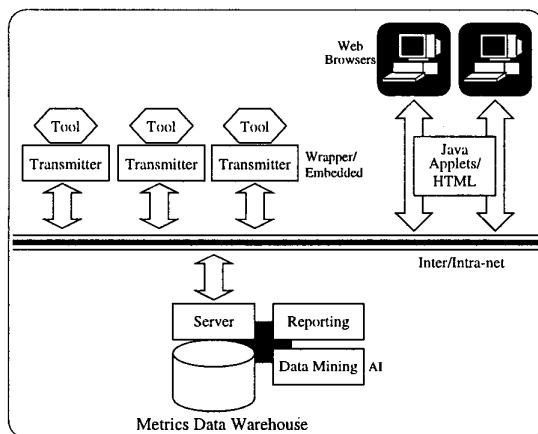 Web
Browsers
Tool
Tool
Tool
Transmitter
Transmitter
Transmitter
Wrapper/
Embedded
Java
Applets/
HTML
Inter/Intra-net
Server
Reporting
Data Mining
AI
Metrics Data Warehouse